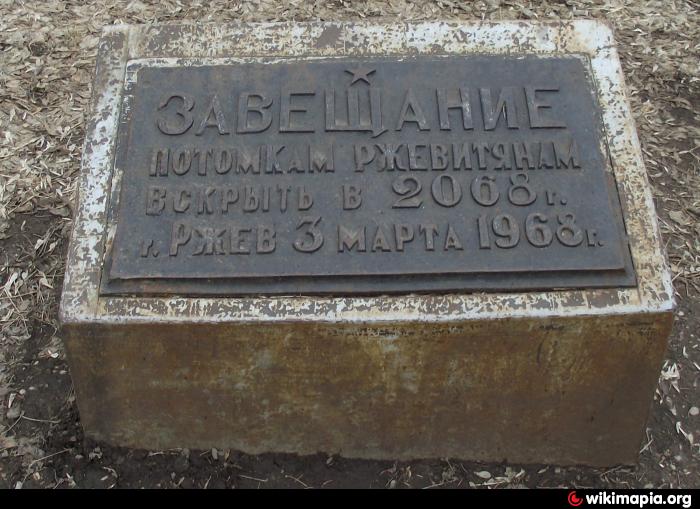 ЗАВЕЩАНИЕ
ПОТОМКАМ РЖЕВИТЯНАМ
ВСКРЫТЬ В 2068 г.
г. РЖЕВ 3 МАРТА 1968 г.
wikimapia.org